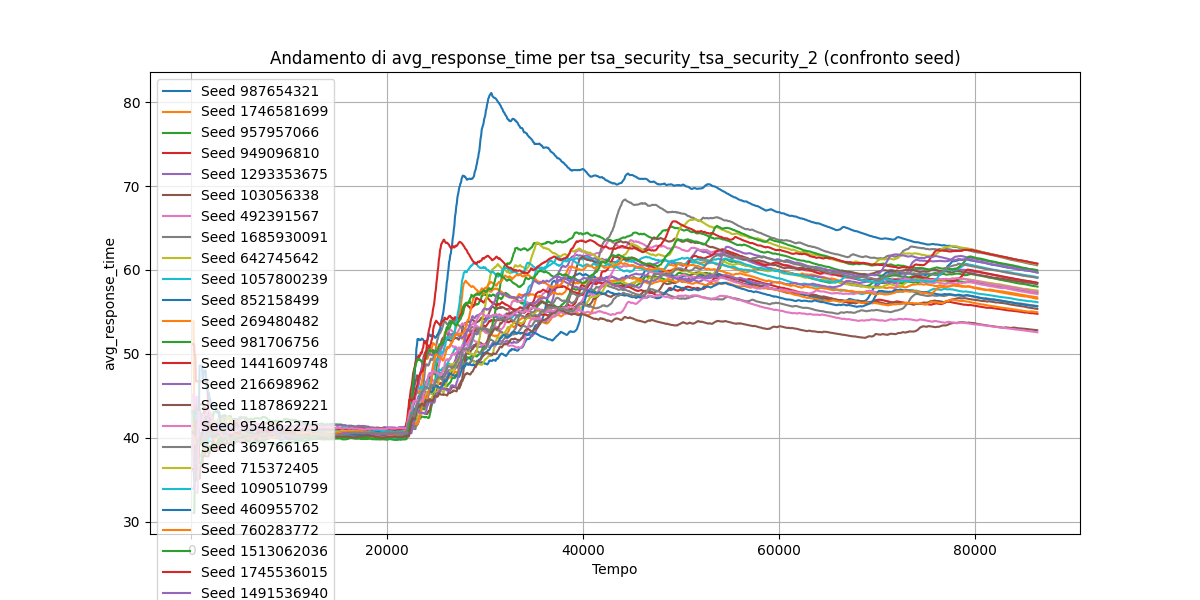 Andamento di avg_response_time per tsa_security_tsa_security_2 (confronto seed)
avg_response_time
80
70
60
50
40
30
Seed 987654321
Seed 1746581699
Seed 957957066
Seed 949096810
Seed 1293353675
Seed 103056338
Seed 492391567
Seed 1685930091
Seed 642745642
Seed 1057800239
Seed 852158499
Seed 269480482
Seed 981706756
Seed 1441609748
Seed 216698962
Seed 1187869221
Seed 954862275
Seed 369766165
Seed 715372405
Seed 1090510799
Seed 460955702
Seed 760283772
Seed 1513062036
Seed 1745536015
Seed 1491536940
0 20000 40000 60000 80000
Tempo